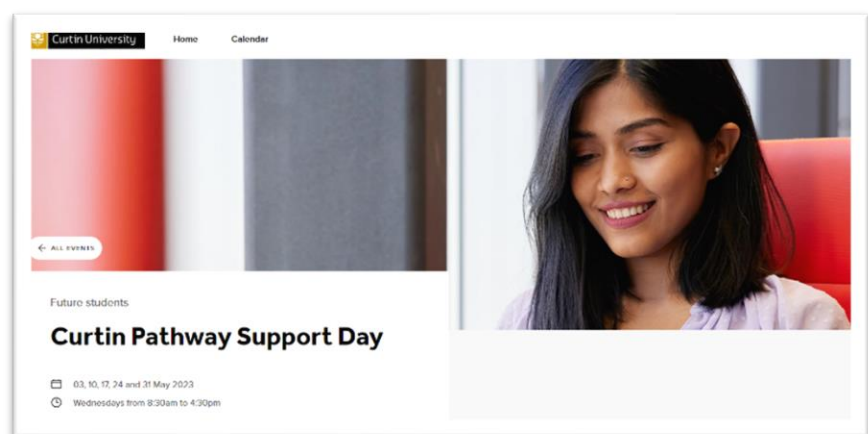 Curtin University Home Calendar
← ALL EVENTS
Future students
Curtin Pathway Support Day
03, 10, 17, 24 and 31 May 2023
Wednesdays from 8:30am to 4:30pm